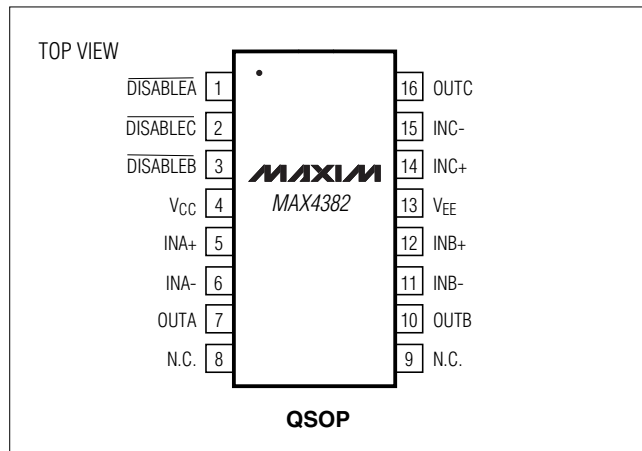 TOP VIEW
DISABLEA 1
DISABLEC 2
DISABLEB 3
VCC 4
INA+ 5
INA- 6
OUTA 7
N.C. 8
MAXIM
MAX4382
16 OUTC
15 INC-
14 INC+
13 VEE
12 INB+
11 INB-
10 OUTB
9 N.C.
QSOP